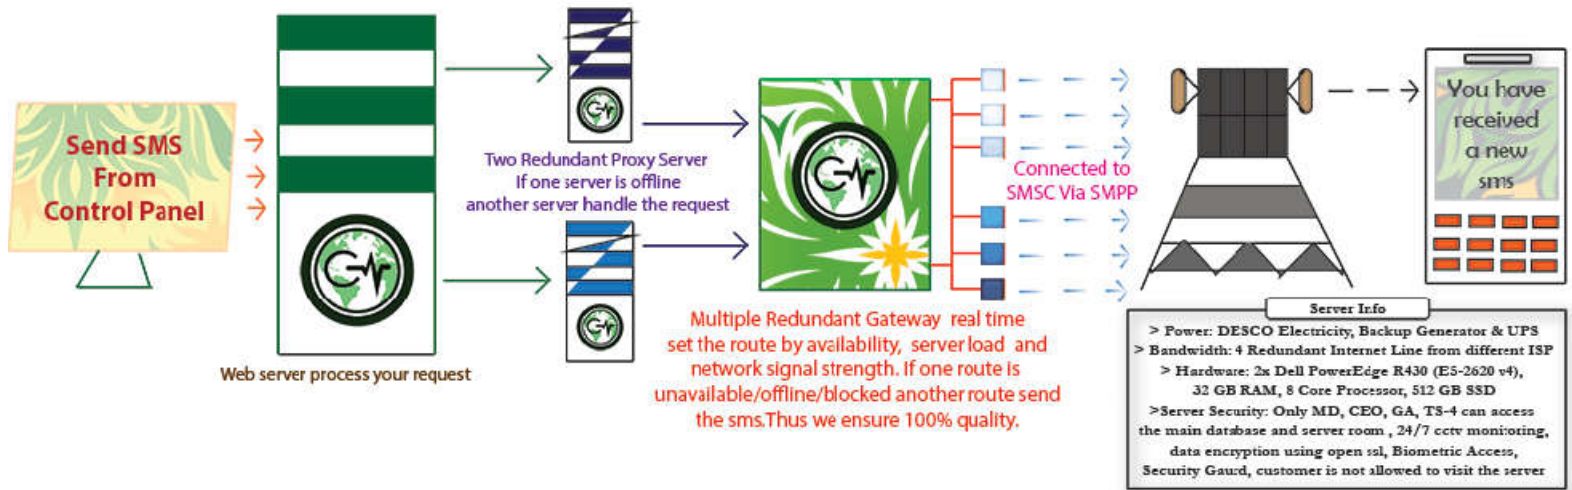 Send SMS
From
Control Panel
Web server process your request
Two Redundant Proxy Server
If one server is offline
another server handle the request
Multiple Redundant Gateway real time
set the route by availability, server load and
network signal strength. If one route is
unavailable/offline/blocked another route send
the sms.Thus we ensure 100% quality.
Connected to
SMSC Via SMPP
You have
received
a new
sms
Server Info
> Power: DESCO Electricity, Backup Generator & UPS
> Bandwidth: 4 Redundant Internet Line from different ISP
> Hardware: 2x Dell PowerEdge R430 (E5-2620 v4),
32 GB RAM, 8 Core Processor, 512 GB SSD
>Server Security: Only MD, CEO, GA, TS-4 can access
the main database and server room , 24/7 cctv monitoring,
data encryption using open ssl, Biometric Access,
Security Gaurd, customer is not allowed to visit the server